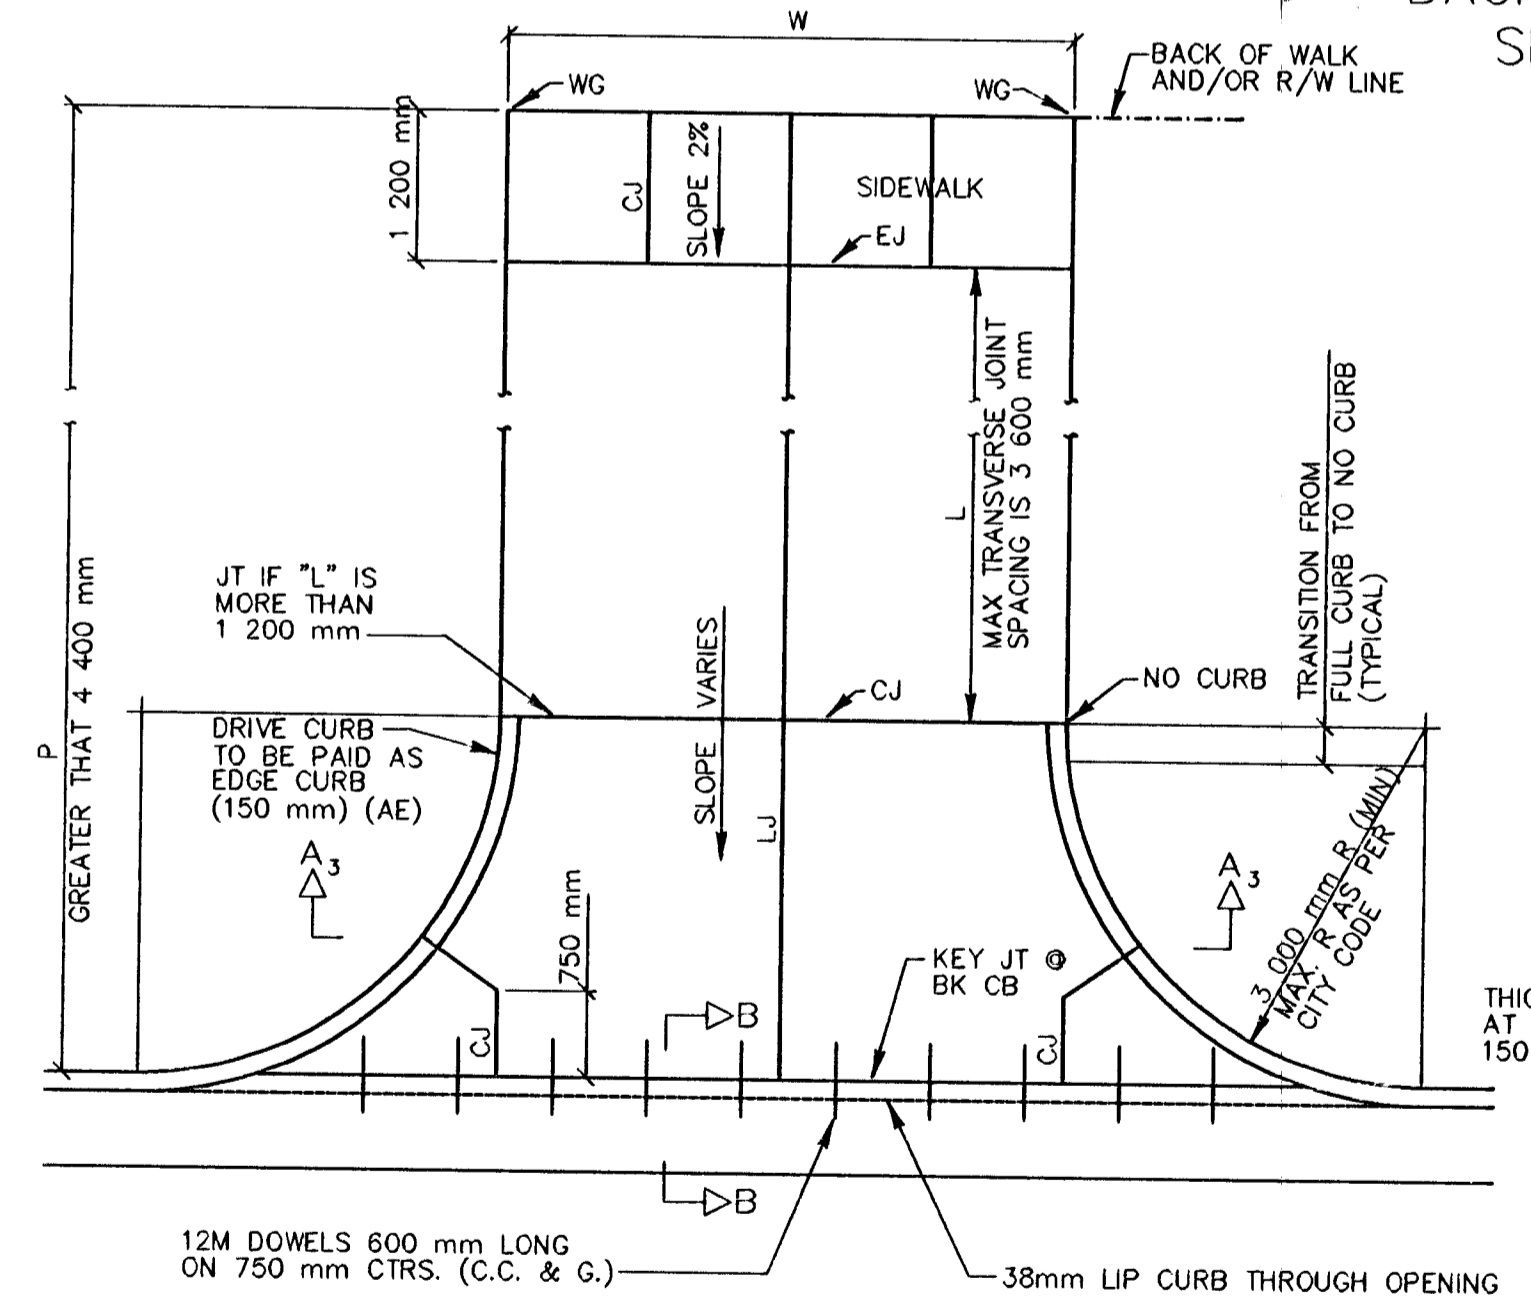 W
BACK OF WALK
AND/OR R/W LINE
WG
WG
1 200 mm
CJ
SLOPE 2%
SIDEWALK
EJ
MAX TRANSVERSE JOINT
SPACING IS 3 600 mm
L
TRANSITION FROM
FULL CURB TO NO CURB
(TYPICAL)
P
GREATER THAT 4 400 mm
JT IF "L" IS
MORE THAN
1 200 mm
SLOPE VARIES
CJ
NO CURB
DRIVE CURB
TO BE PAID AS
EDGE CURB
(150 mm) (AE)
LJ
A3
A3
3 000 mm R (MIN)
MAX. R AS PER
CITY CODE
750 mm
KEY JT @
BK CB
B
CJ
CJ
AT
150
B
12M DOWELS 600 mm LONG
ON 750 mm CTRS. (C.C. & G.)
38mm LIP CURB THROUGH OPENING